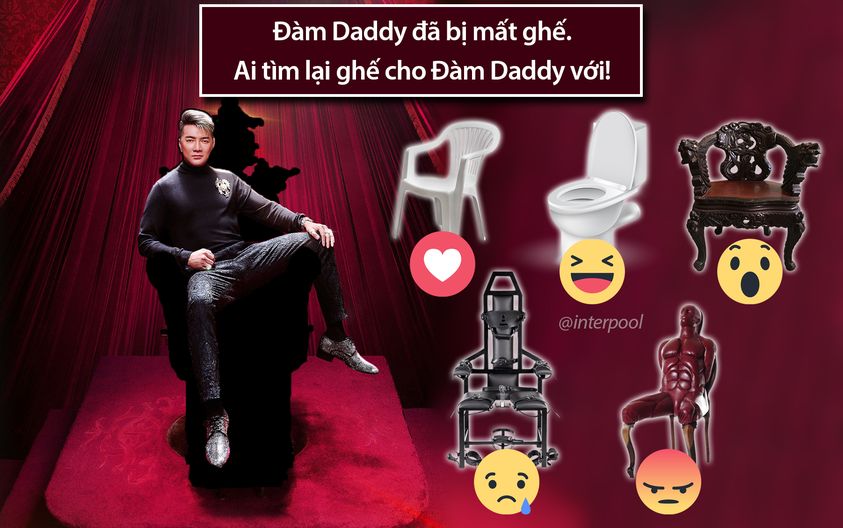 Đàm Daddy đã bị mất ghế.
Ai tìm lại ghế cho Đàm Daddy với!
@interpool